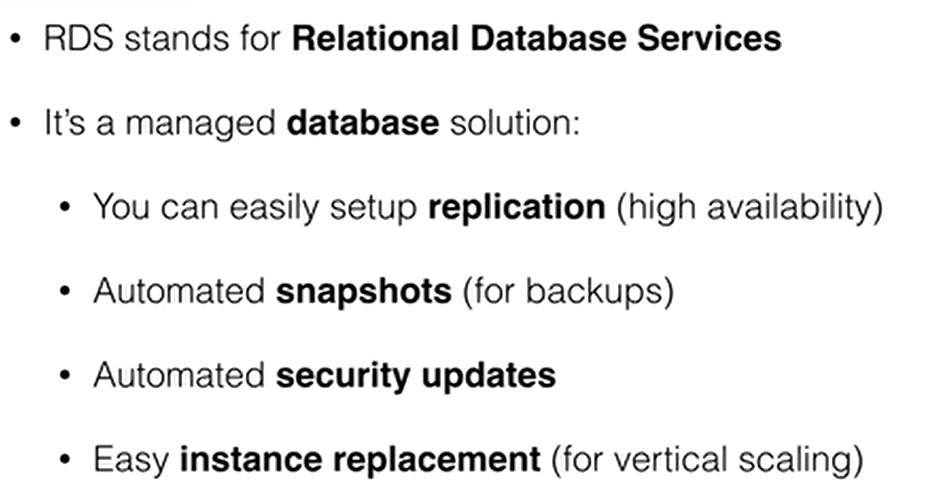 • RDS stands for Relational Database Services
• It's a managed database solution:
• You can easily setup replication (high availability)
• Automated snapshots (for backups)
• Automated security updates
• Easy instance replacement (for vertical scaling)